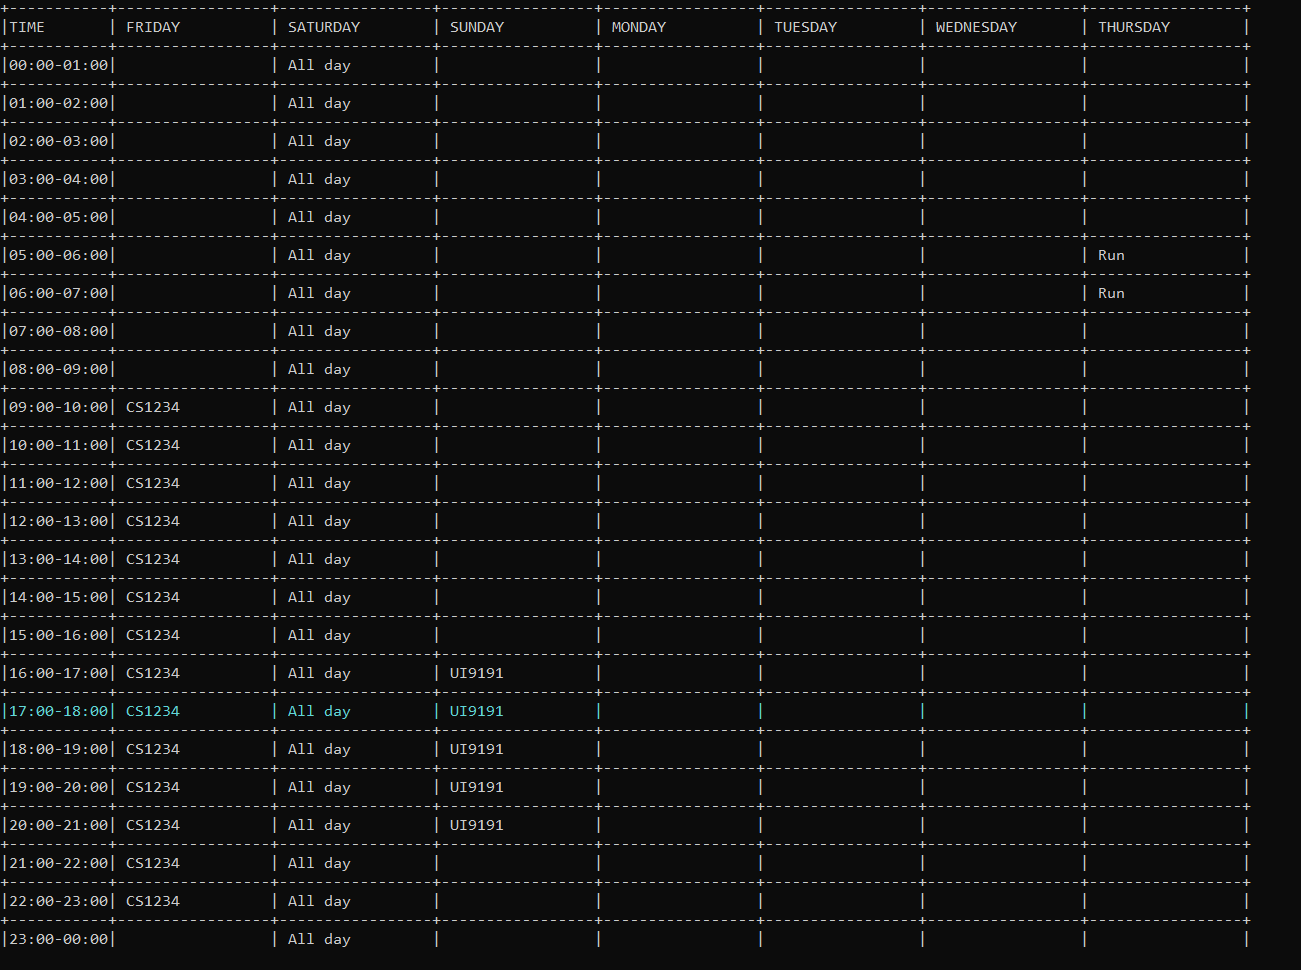 +-----------+-----------------+-----------------+-----------------+-----------------+-----------------+-----------------+-----------------+
|TIME       | FRIDAY          | SATURDAY        | SUNDAY          | MONDAY          | TUESDAY         | WEDNESDAY       | THURSDAY        |
+-----------+-----------------+-----------------+-----------------+-----------------+-----------------+-----------------+-----------------+
|00:00-01:00|                 | All day         |                 |                 |                 |                 |                 |
+-----------+-----------------+-----------------+-----------------+-----------------+-----------------+-----------------+-----------------+
|01:00-02:00|                 | All day         |                 |                 |                 |                 |                 |
+-----------+-----------------+-----------------+-----------------+-----------------+-----------------+-----------------+-----------------+
|02:00-03:00|                 | All day         |                 |                 |                 |                 |                 |
+-----------+-----------------+-----------------+-----------------+-----------------+-----------------+-----------------+-----------------+
|03:00-04:00|                 | All day         |                 |                 |                 |                 |                 |
+-----------+-----------------+-----------------+-----------------+-----------------+-----------------+-----------------+-----------------+
|04:00-05:00|                 | All day         |                 |                 |                 |                 |                 |
+-----------+-----------------+-----------------+-----------------+-----------------+-----------------+-----------------+-----------------+
|05:00-06:00|                 | All day         |                 |                 |                 |                 | Run             |
+-----------+-----------------+-----------------+-----------------+-----------------+-----------------+-----------------+-----------------+
|06:00-07:00|                 | All day         |                 |                 |                 |                 | Run             |
+-----------+-----------------+-----------------+-----------------+-----------------+-----------------+-----------------+-----------------+
|07:00-08:00|                 | All day         |                 |                 |                 |                 |                 |
+-----------+-----------------+-----------------+-----------------+-----------------+-----------------+-----------------+-----------------+
|08:00-09:00|                 | All day         |                 |                 |                 |                 |                 |
+-----------+-----------------+-----------------+-----------------+-----------------+-----------------+-----------------+-----------------+
|09:00-10:00| CS1234          | All day         |                 |                 |                 |                 |                 |
+-----------+-----------------+-----------------+-----------------+-----------------+-----------------+-----------------+-----------------+
|10:00-11:00| CS1234          | All day         |                 |                 |                 |                 |                 |
+-----------+-----------------+-----------------+-----------------+-----------------+-----------------+-----------------+-----------------+
|11:00-12:00| CS1234          | All day         |                 |                 |                 |                 |                 |
+-----------+-----------------+-----------------+-----------------+-----------------+-----------------+-----------------+-----------------+
|12:00-13:00| CS1234          | All day         |                 |                 |                 |                 |                 |
+-----------+-----------------+-----------------+-----------------+-----------------+-----------------+-----------------+-----------------+
|13:00-14:00| CS1234          | All day         |                 |                 |                 |                 |                 |
+-----------+-----------------+-----------------+-----------------+-----------------+-----------------+-----------------+-----------------+
|14:00-15:00| CS1234          | All day         |                 |                 |                 |                 |                 |
+-----------+-----------------+-----------------+-----------------+-----------------+-----------------+-----------------+-----------------+
|15:00-16:00| CS1234          | All day         |                 |                 |                 |                 |                 |
+-----------+-----------------+-----------------+-----------------+-----------------+-----------------+-----------------+-----------------+
|16:00-17:00| CS1234          | All day         | UI9191          |                 |                 |                 |                 |
+-----------+-----------------+-----------------+-----------------+-----------------+-----------------+-----------------+-----------------+
|17:00-18:00| CS1234          | All day         | UI9191          |                 |                 |                 |                 |
+-----------+-----------------+-----------------+-----------------+-----------------+-----------------+-----------------+-----------------+
|18:00-19:00| CS1234          | All day         | UI9191          |                 |                 |                 |                 |
+-----------+-----------------+-----------------+-----------------+-----------------+-----------------+-----------------+-----------------+
|19:00-20:00| CS1234          | All day         | UI9191          |                 |                 |                 |                 |
+-----------+-----------------+-----------------+-----------------+-----------------+-----------------+-----------------+-----------------+
|20:00-21:00| CS1234          | All day         | UI9191          |                 |                 |                 |                 |
+-----------+-----------------+-----------------+-----------------+-----------------+-----------------+-----------------+-----------------+
|21:00-22:00| CS1234          | All day         |                 |                 |                 |                 |                 |
+-----------+-----------------+-----------------+-----------------+-----------------+-----------------+-----------------+-----------------+
|22:00-23:00| CS1234          | All day         |                 |                 |                 |                 |                 |
+-----------+-----------------+-----------------+-----------------+-----------------+-----------------+-----------------+-----------------+
|23:00-00:00|                 | All day         |                 |                 |                 |                 |                 |